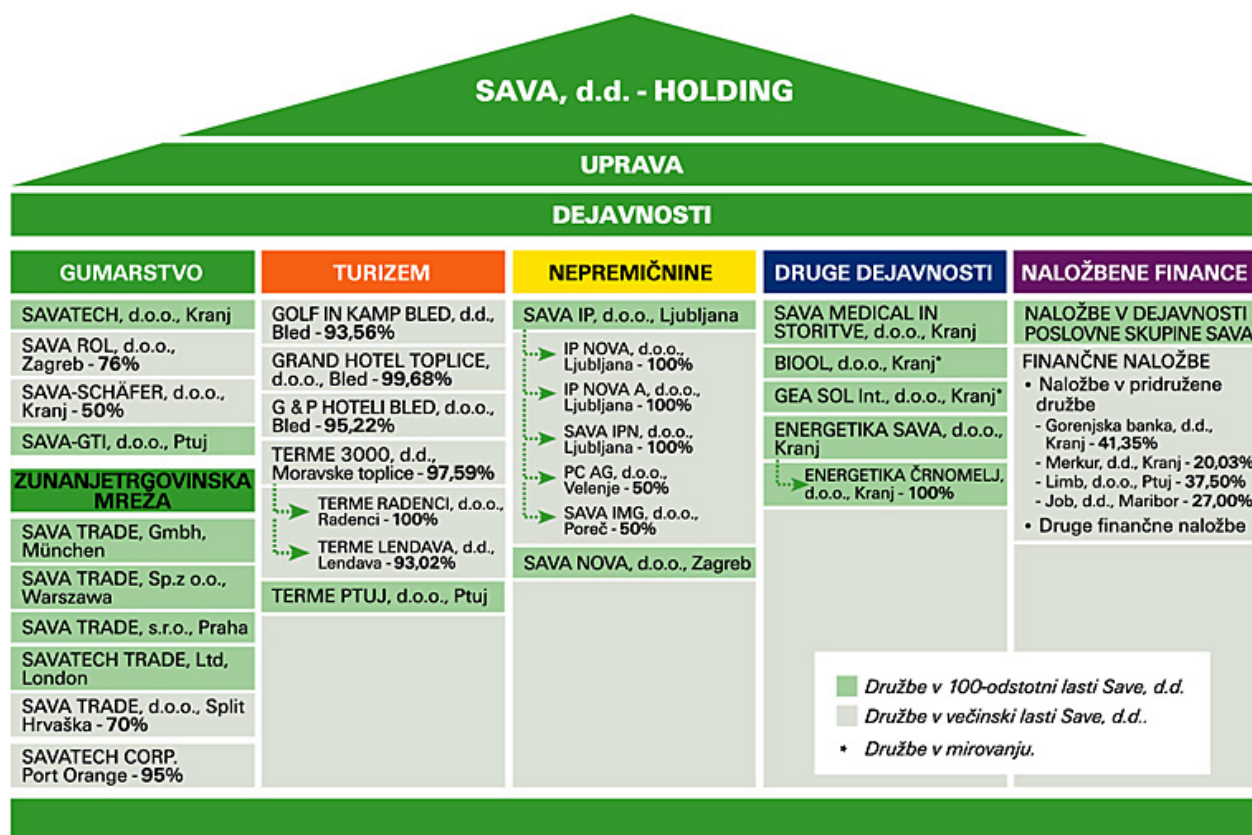 SAVA, d.d. - HOLDING
UPRAVA
DEJAVNOSTI
GUMARSTVO
SAVATECH, d.o.o., Kranj
SAVA ROL, d.o.o.,
Zagreb - 76%
SAVA-SCHÄFER, d.o.o.,
Kranj - 50%
SAVA-GTI, d.o.o., Ptuj
ZUNANJETRGOVINSKA
MREŽA
SAVA TRADE, Gmbh,
München
SAVA TRADE, Sp.z o.o.,
Warszawa
SAVA TRADE, s.r.o., Praha
SAVATECH TRADE, Ltd,
London
SAVA TRADE, d.o.o., Split
Hrvaška - 70%
SAVATECH CORP.
Port Orange - 95%
TURIZEM
GOLF IN KAMP BLED, d.d.,
Bled - 93,56%
GRAND HOTEL TOPLICE,
d.o.o., Bled - 99,68%
G & P HOTELI BLED, d.o.o.,
Bled - 95,22%
TERME 3000, d.d.,
Moravske toplice - 97,59%
TERME RADENCI, d.o.o.,
Radenci - 100%
TERME LENDAVA, d.d.,
Lendava - 93,02%
TERME PTUJ, d.o.o., Ptuj
NEPREMIČNINE
SAVA IP, d.o.o., Ljubljana
IP NOVA, d.o.o.,
Ljubljana - 100%
IP NOVA A, d.o.o.,
Ljubljana - 100%
SAVA IPN, d.o.o.,
Ljubljana - 100%
PC AG, d.o.o.,
Velenje - 50%
SAVA IMG, d.o.o.,
Poreč - 50%
SAVA NOVA, d.o.o., Zagreb
DRUGE DEJAVNOSTI
SAVA MEDICAL IN
STORITVE, d.o.o., Kranj
BIOOL, d.o.o., Kranj*
GEA SOL Int., d.o.o., Kranj*
ENERGETIKA SAVA, d.o.o.,
Kranj
ENERGETIKA ČRNOMELJ,
d.o.o., Kranj - 100%
NALOŽBENE FINANCE
NALOŽBE V DEJAVNOSTI
POSLOVNE SKUPINE SAVA
FINANČNE NALOŽBE
• Naložbe v pridružene
družbe
- Gorenjska banka, d.d.,
Kranj - 41,35%
- Merkur, d.d., Kranj - 20,03%
- Limb, d.o.o., Ptuj - 37,50%
- Job, d.d., Maribor - 27,00%
• Druge finančne naložbe
Družbe v 100-odstotni lasti Save, d.d.
Družbe v večinski lasti Save, d.d..
* Družbe v mirovanju.